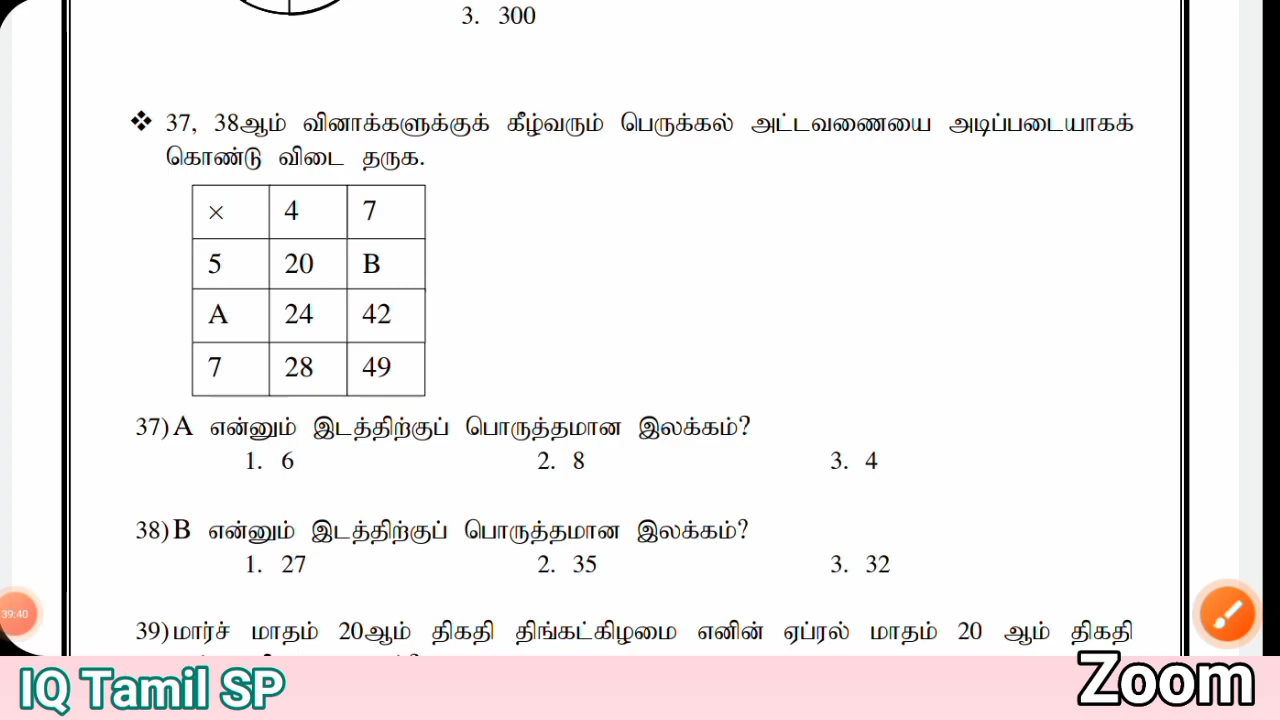 3. 300
❖ 37, 38ஆம் வினாக்களுக்குக் கீழ்வரும் பெருக்கல் அட்டவணையை அடிப்படையாகக்
கொண்டு விடை தருக.
× 4 7
5 20 B
A 24 42
7 28 49
37) A என்னும் இடத்திற்குப் பொருத்தமான இலக்கம்?
1. 6 2. 8 3. 4
38) B என்னும் இடத்திற்குப் பொருத்தமான இலக்கம்?
1. 27 2. 35 3. 32
39) மார்ச் மாதம் 20ஆம் திகதி திங்கட்கிழமை எனின் ஏப்ரல் மாதம் 20 ஆம் திகதி
39:40
IQ Tamil SP
Zoom